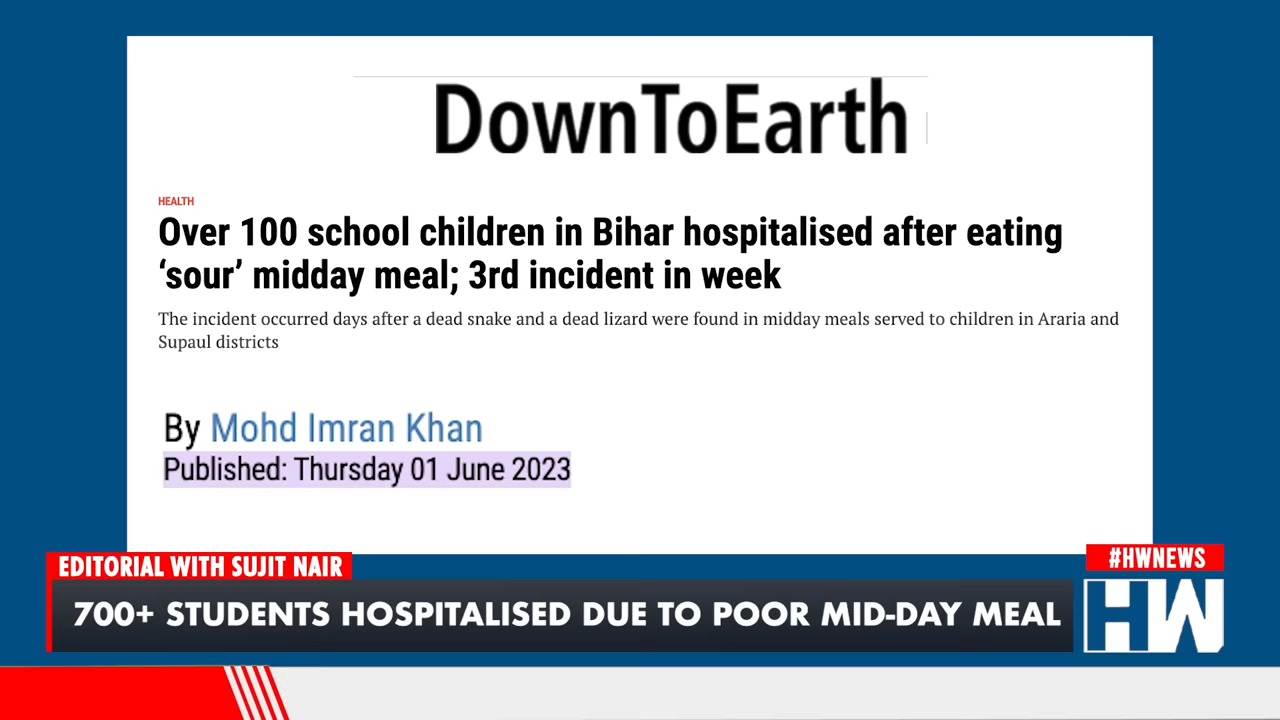 DownToEarth
HEALTH
Over 100 school children in Bihar hospitalised after eating
‘sour’ midday meal; 3rd incident in week
The incident occurred days after a dead snake and a dead lizard were found in midday meals served to children in Araria and
Supaul districts
By Mohd Imran Khan
Published: Thursday 01 June 2023
EDITORIAL WITH SUJIT NAIR
700+ STUDENTS HOSPITALISED DUE TO POOR MID-DAY MEAL
#HWNEWS
HW